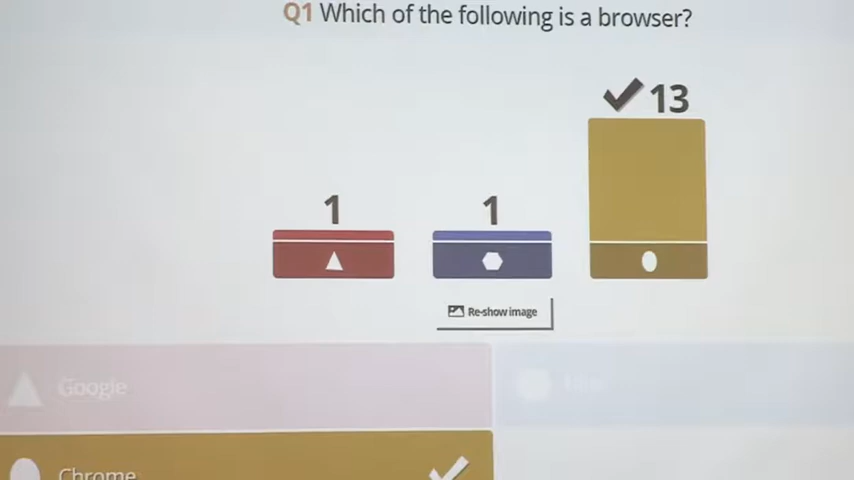 Q1 Which of the following is a browser?
13
1
1
Re-show image
Google
Chrome